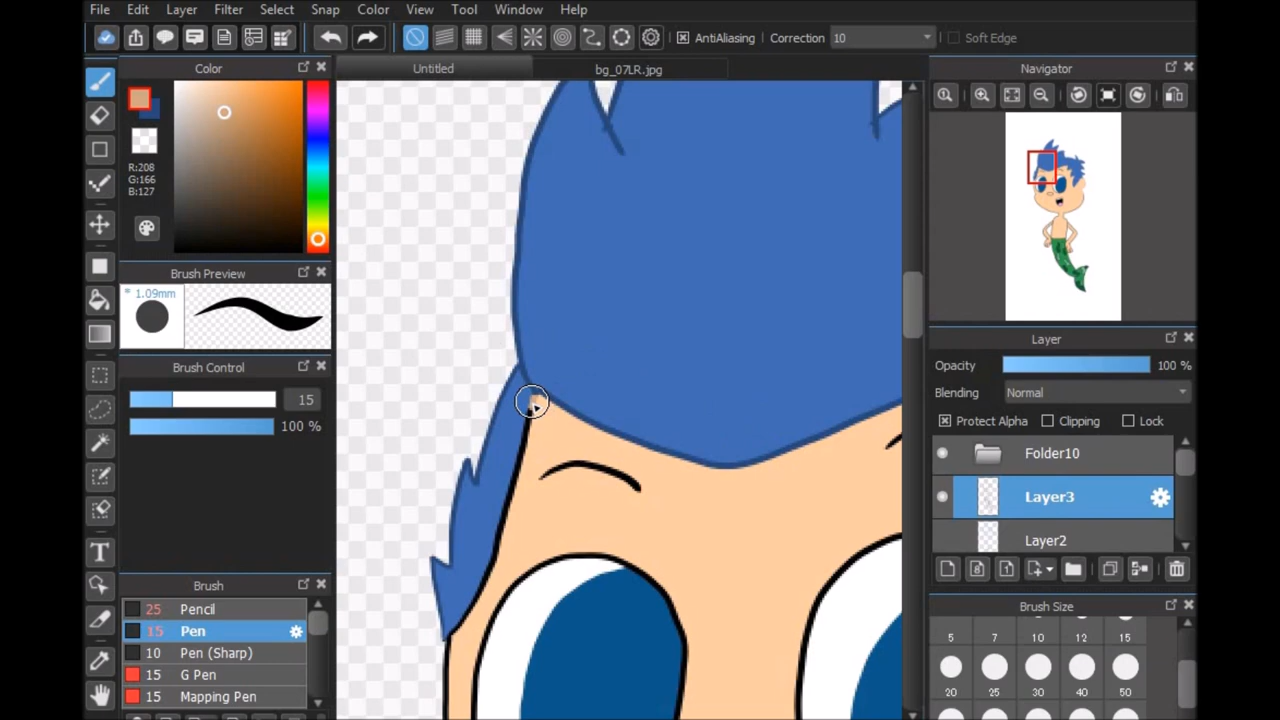 File Edit Layer Filter Select Snap Color View Tool Window Help
AntiAliasing Correction 10 Soft Edge
Color
Untitled
bg_07LR.jpg
Navigator
R:208
G:166
B:127
Brush Preview
* 1.09mm
Brush Control
15
100 %
Layer
Opacity 100 %
Blending Normal
Protect Alpha Clipping Lock
Folder10
Layer3
Layer2
Brush
25 Pencil
15 Pen
10 Pen (Sharp)
15 G Pen
15 Mapping Pen
Brush Size
5 7 10 12 15
20 25 30 40 50
T